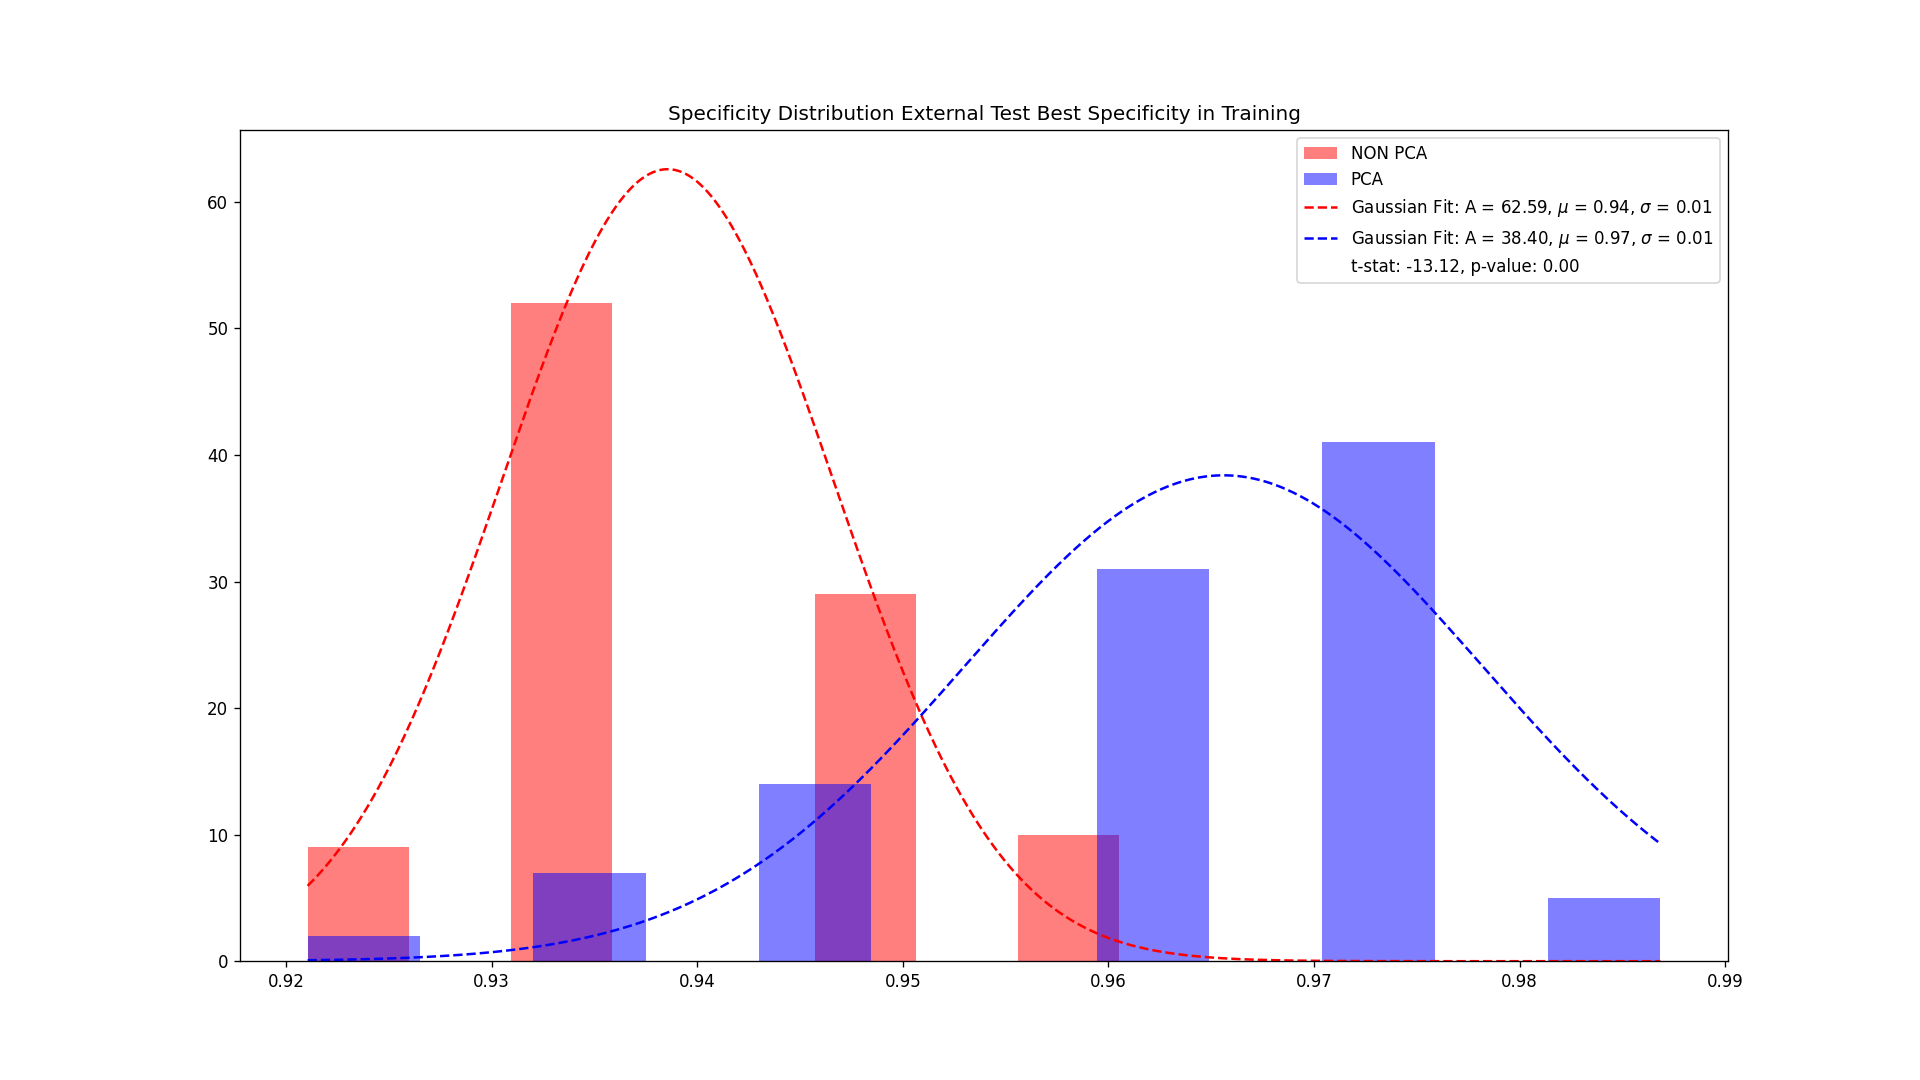 Specificity Distribution External Test Best Specificity in Training
NON PCA
PCA
Gaussian Fit: A = 62.59, μ = 0.94, σ = 0.01
Gaussian Fit: A = 38.40, μ = 0.97, σ = 0.01
t-stat: -13.12, p-value: 0.00
60
50
40
30
20
10
0
0.92 0.93 0.94 0.95 0.96 0.97 0.98 0.99